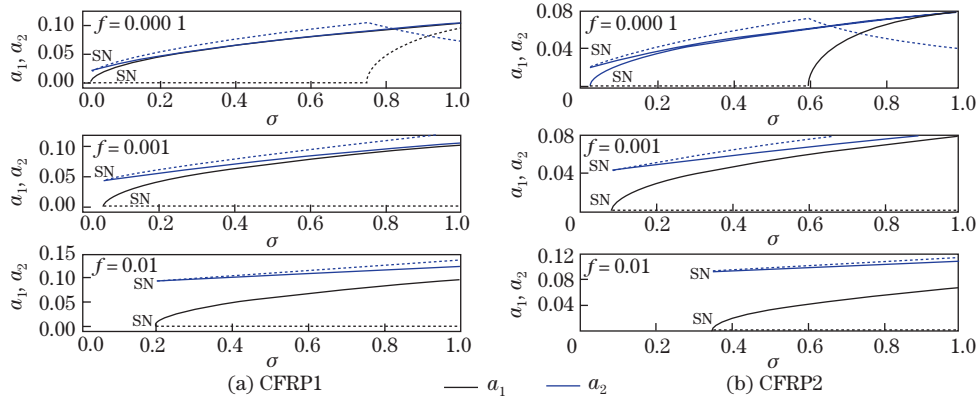 f = 0.000 1
0.10
0.05
0.00
a1, a2
SN
SN
0.0 0.2 0.4 0.6 0.8 1.0
σ
f = 0.000 1
0.08
0.04
a1, a2
SN
0 0.2 0.4 0.6 0.8 1.0
σ
f = 0.001
0.10
0.05
0.00
a1, a2
SN
SN
0.0 0.2 0.4 0.6 0.8 1.0
σ
f = 0.001
0.08
0.04
a1, a2
SN
SN
0 0.2 0.4 0.6 0.8 1.0
σ
f = 0.01
0.15
0.10
0.05
0.00
a1, a2
SN
SN
0.0 0.2 0.4 0.6 0.8 1.0
σ
f = 0.01
0.12
0.08
0.04
a1, a2
SN
SN
0 0.2 0.4 0.6 0.8 1.0
σ
(a) CFRP1
a1
a2
(b) CFRP2